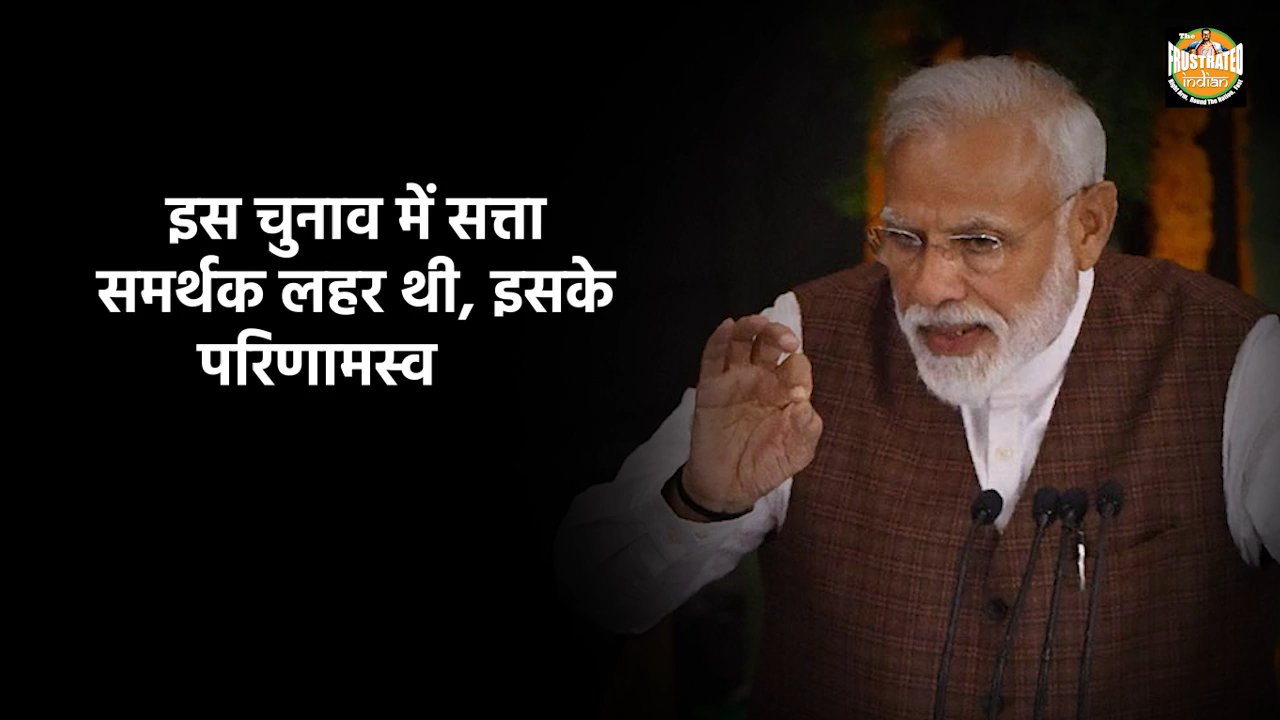 The
FRUSTRATED
indian
इस चुनाव में सत्ता
समर्थक लहर थी, इसके
परिणामस्व